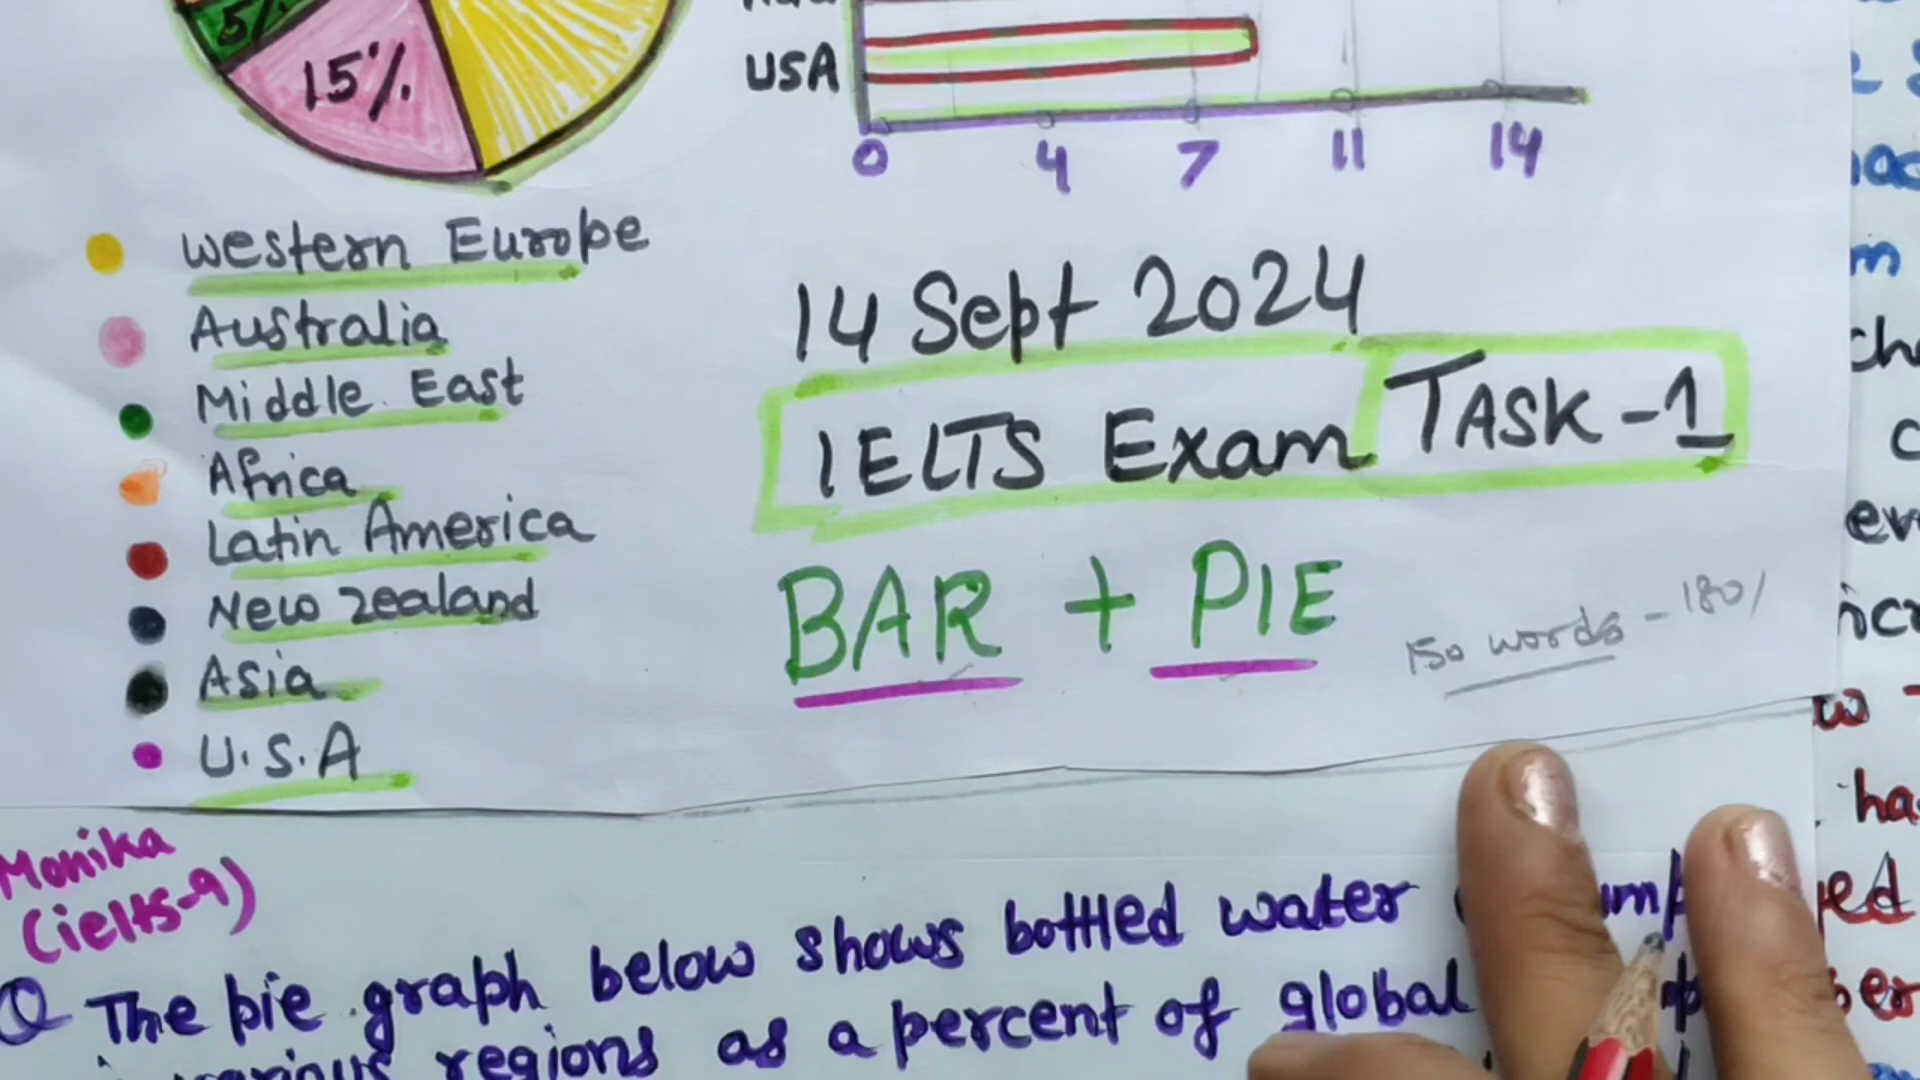 5%
15%
USA
0 4 7 11 14
Western Europe
Australia
Middle East
Africa
Latin America
New Zealand
Asia
U.S.A
14 Sept 2024
IELTS Exam TASK-1
BAR + PIE
150 words - 180/
Monika
(ielts-9)
Q The pie graph below shows bottled water
various regions as a percent of global